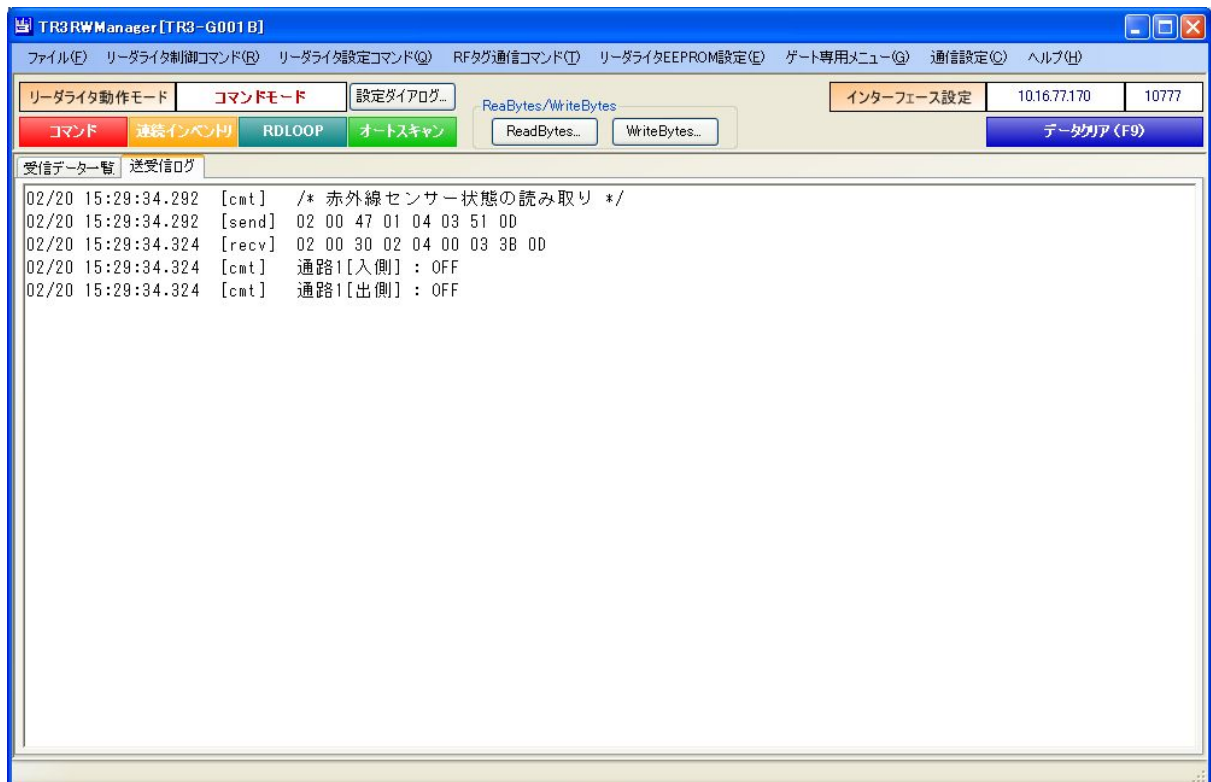 TR3RWManager[TR3-G001B]
ファイル(F) リーダライタ制御コマンド(R) リーダライタ設定コマンド(Q) RFタグ通信コマンド(T) リーダライタEEPROM設定(E) ゲート専用メニュー(G) 通信設定(C) ヘルプ(H)
リーダライタ動作モード コマンドモード 設定ダイアログ... ReaBytes/WriteBytes インターフェース設定 10.16.77.170 10777
コマンド 連続インベントリ RDLOOP オートスキャン ReadBytes... WriteBytes... データクリア(F9)
受信データ一覧 送受信ログ
02/20 15:29:34.292 [cmt] /* 赤外線センサー状態の読み取り */
02/20 15:29:34.292 [send] 02 00 47 01 04 03 51 0D
02/20 15:29:34.324 [recv] 02 00 30 02 04 00 03 3B 0D
02/20 15:29:34.324 [cmt] 通路1[入側] : OFF
02/20 15:29:34.324 [cmt] 通路1[出側] : OFF